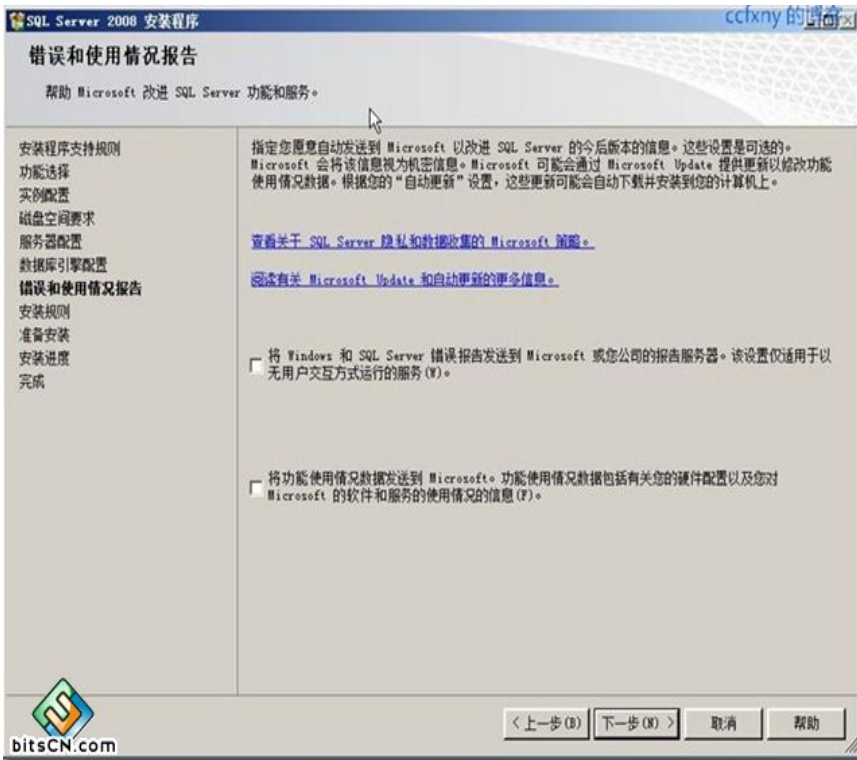 SQL Server 2008 安装程序
ccfxny 的博客
错误和使用情况报告
帮助 Microsoft 改进 SQL Server 功能和服务。
安装程序支持规则
功能选择
实例配置
磁盘空间要求
服务器配置
数据库引擎配置
错误和使用情况报告
安装规则
准备安装
安装进度
完成
指定您愿意自动发送到 Microsoft 以改进 SQL Server 的今后版本的信息。这些设置是可选的。
Microsoft 会将该信息视为机密信息。Microsoft 可能会通过 Microsoft Update 提供更新以修改功能
使用情况数据。根据您的“自动更新”设置，这些更新可能会自动下载并安装到您的计算机上。
查看关于 SQL Server 隐私和数据收集的 Microsoft 策略。
阅读有关 Microsoft Update 和自动更新的更多信息。
将 Windows 和 SQL Server 错误报告发送到 Microsoft 或您公司的报告服务器。该设置仅适用于以
无用户交互方式运行的服务(W)。
将功能使用情况数据发送到 Microsoft。功能使用情况数据包括有关您的硬件配置以及您对
Microsoft 的软件和服务的使用情况的信息(F)。
< 上一步(B)
下一步(N) >
取消
帮助
bitsCN.com